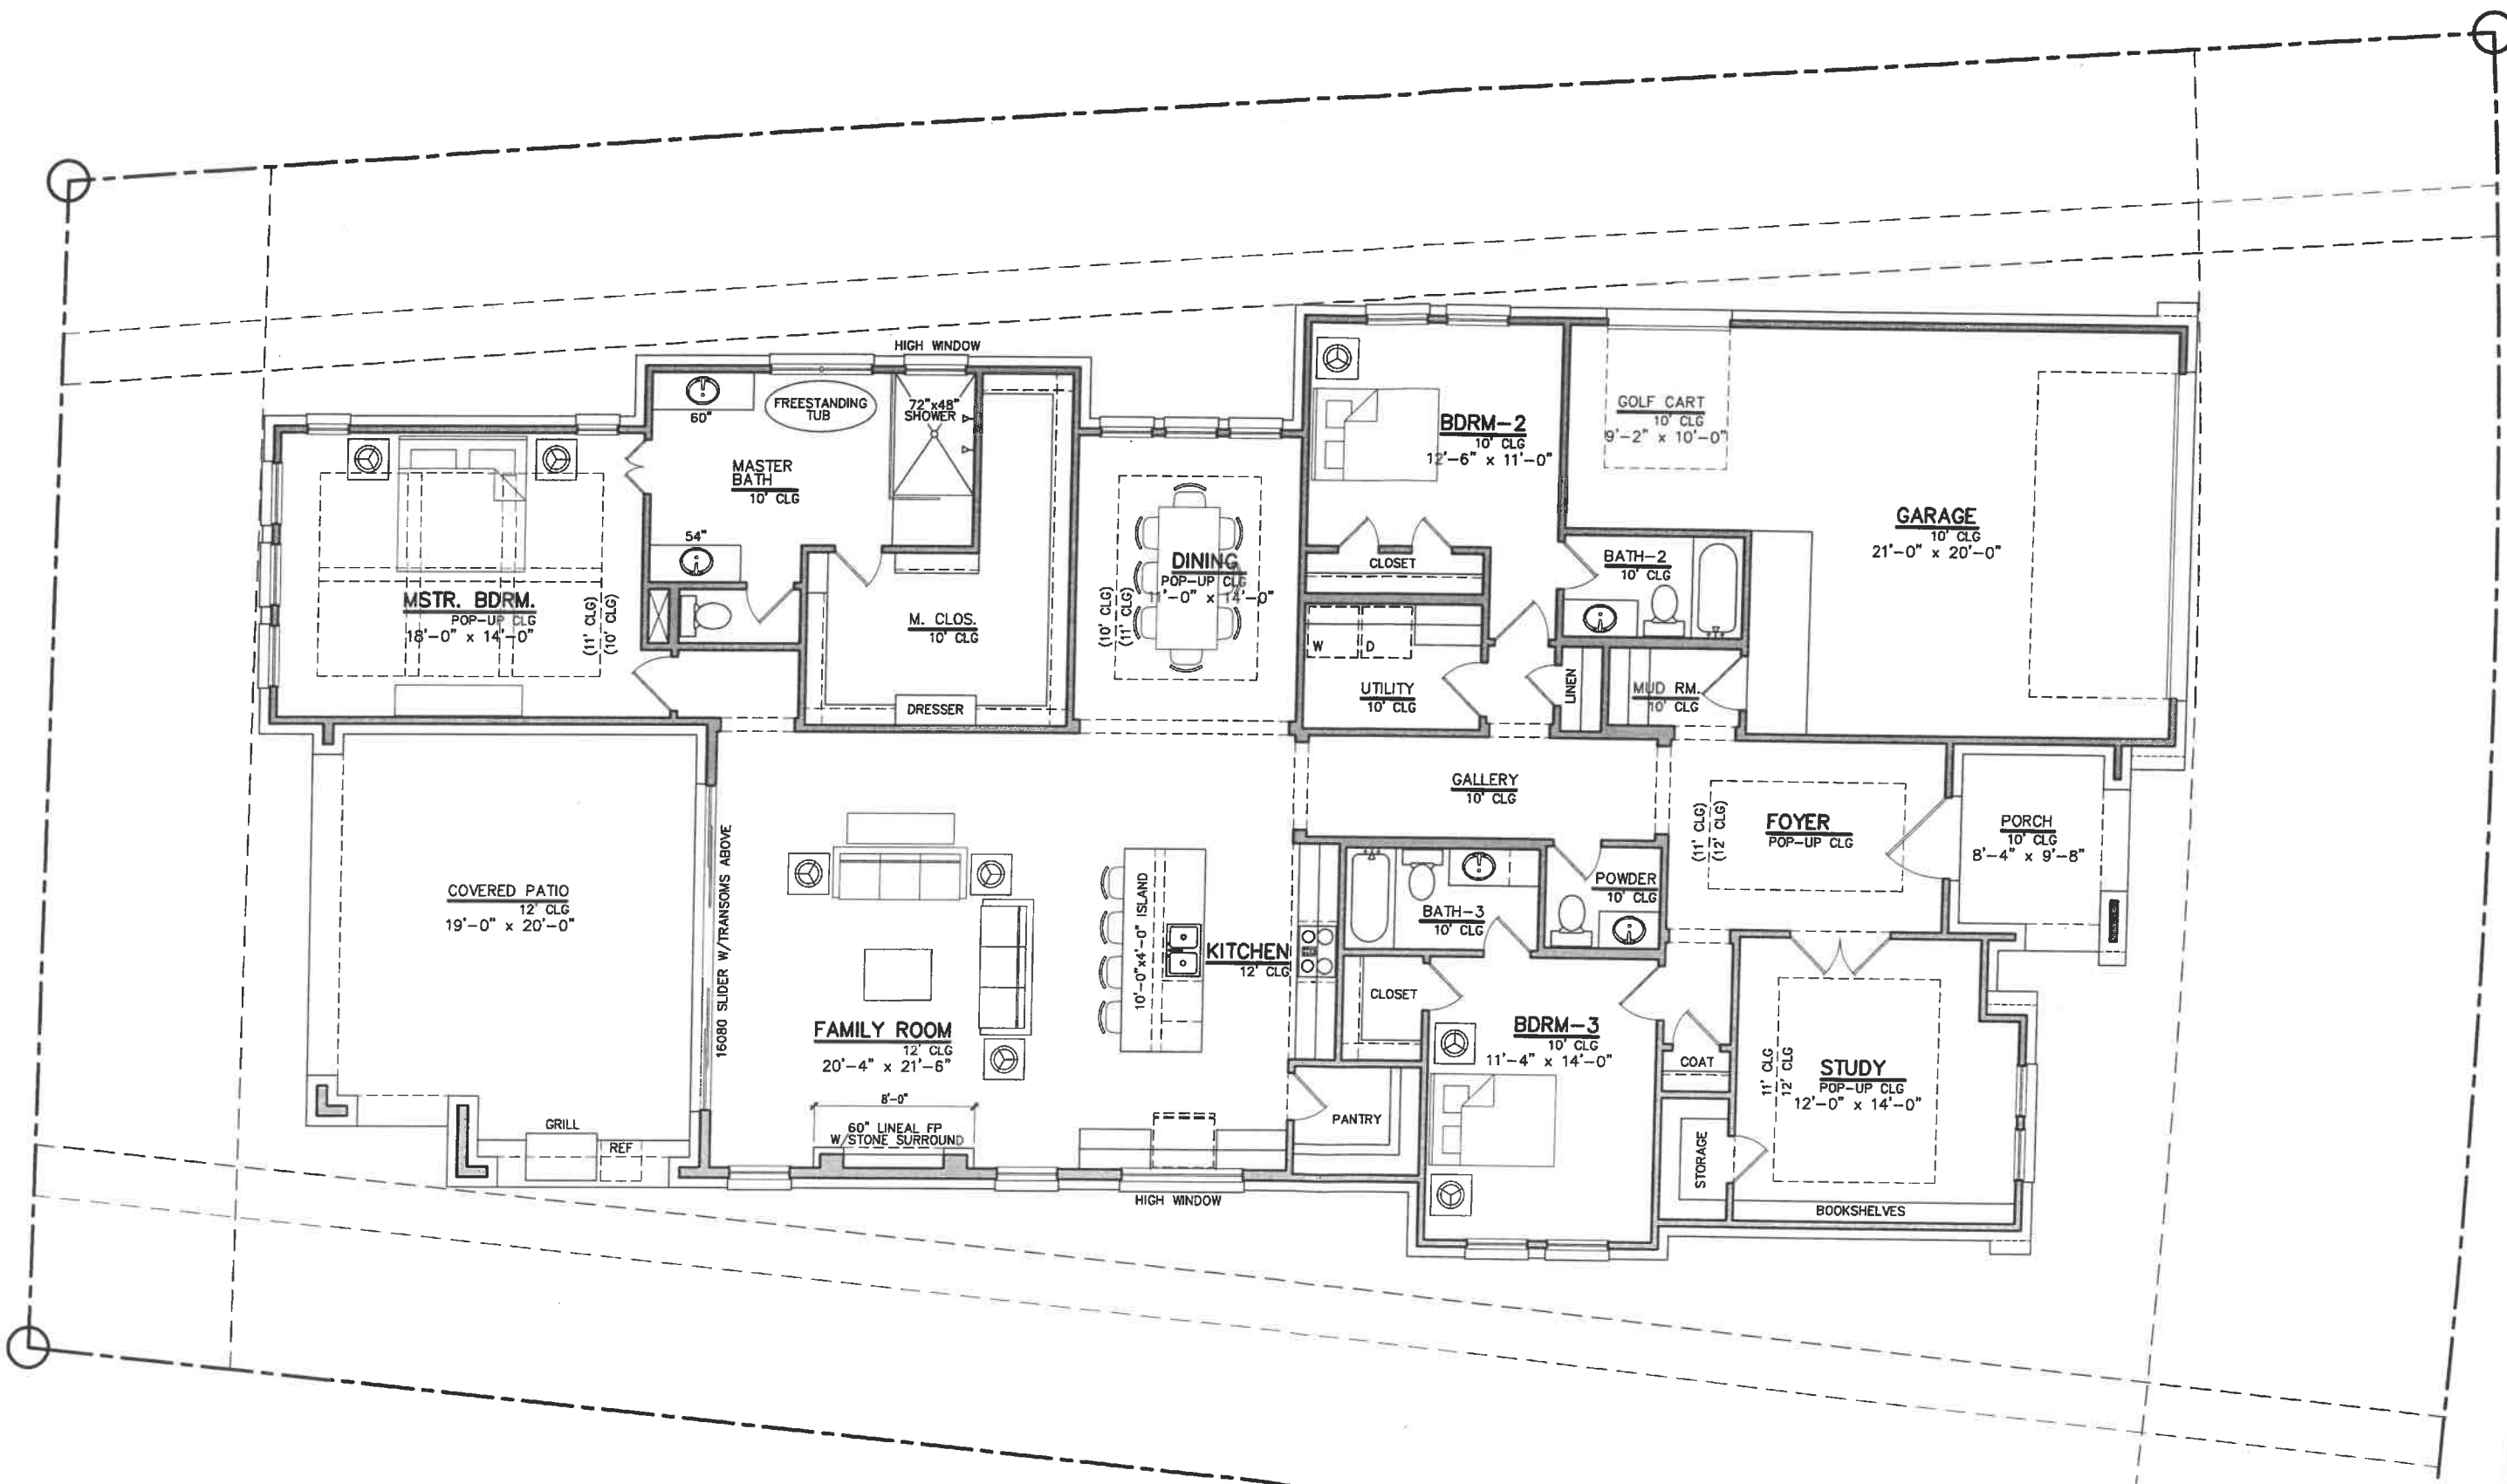 HIGH WINDOW
60"
FREESTANDING
TUB
72"x48"
SHOWER
MASTER
BATH
10' CLG
54"
MSTR. BDRM.
POP-UP CLG
18'-0" x 14'-0"
(11' CLG)
(10' CLG)
M. CLOS.
10' CLG
DRESSER
DINING
POP-UP CLG
11'-0" x 14'-0"
(10' CLG)
(11' CLG)
BDRM-2
10' CLG
12'-6" x 11'-0"
CLOSET
GOLF CART
10' CLG
9'-2" x 10'-0"
GARAGE
10' CLG
21'-0" x 20'-0"
BATH-2
10' CLG
W
D
UTILITY
10' CLG
LINEN
MUD RM.
10' CLG
GALLERY
10' CLG
FOYER
POP-UP CLG
(11' CLG)
(12' CLG)
PORCH
10' CLG
8'-4" x 9'-8"
COVERED PATIO
12' CLG
19'-0" x 20'-0"
GRILL
REF
16080 SLIDER W/TRANSOMS ABOVE
FAMILY ROOM
12' CLG
20'-4" x 21'-6"
8'-0"
60" LINEAL FP
W/STONE SURROUND
10'-0"x4'-0" ISLAND
KITCHEN
12' CLG
HIGH WINDOW
PANTRY
BATH-3
10' CLG
POWDER
10' CLG
CLOSET
BDRM-3
10' CLG
11'-4" x 14'-0"
COAT
STORAGE
11' CLG
12' CLG
STUDY
POP-UP CLG
12'-0" x 14'-0"
BOOKSHELVES